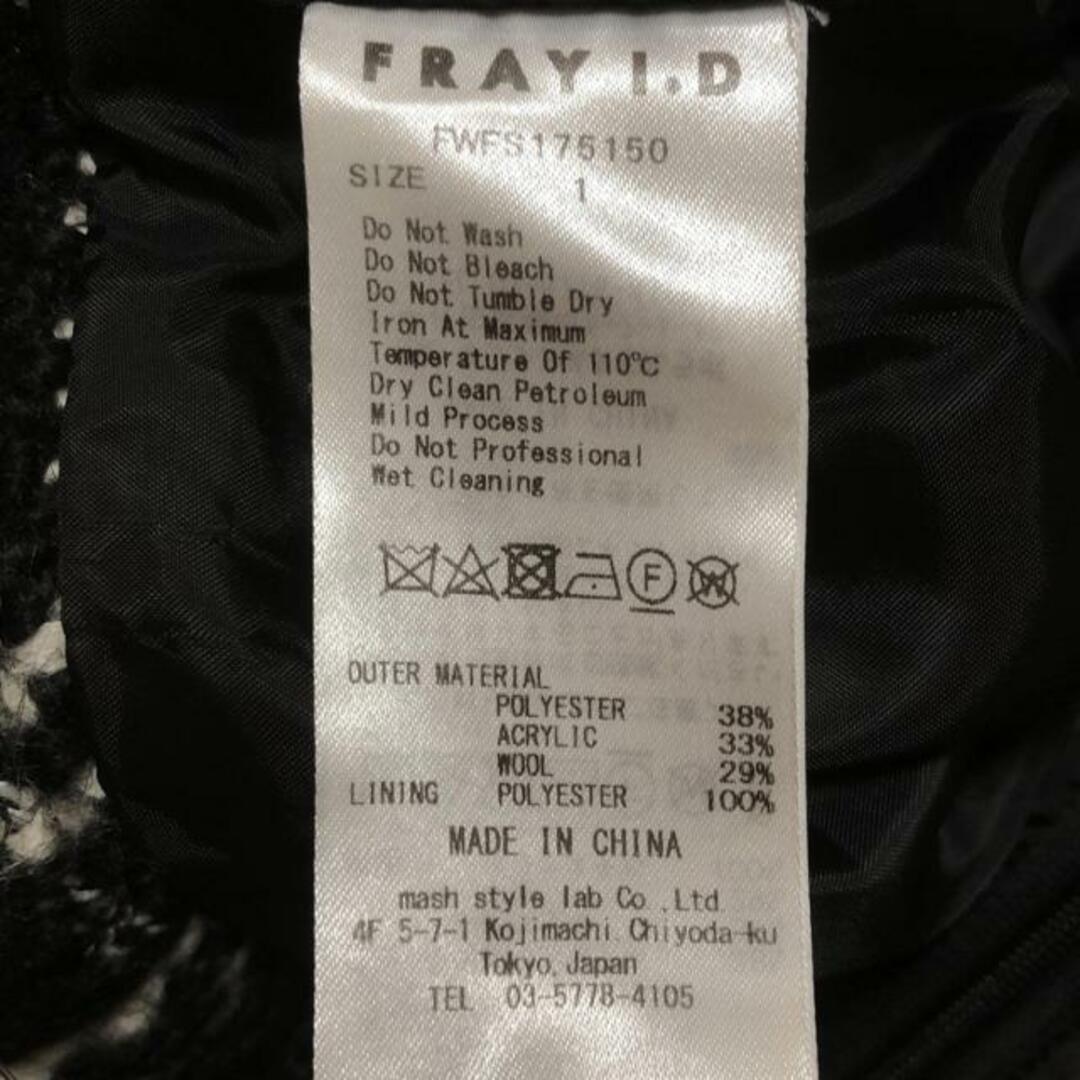 FRAY I.D
FWFS175150
SIZE 1
Do Not Wash
Do Not Bleach
Do Not Tumble Dry
Iron At Maximum
Temperature Of 110℃
Dry Clean Petroleum
Mild Process
Do Not Professional
Wet Cleaning
F W
OUTER MATERIAL
POLYESTER 38%
ACRYLIC 33%
WOOL 29%
LINING POLYESTER 100%
MADE IN CHINA
mash style lab Co.,Ltd
4F 5-7-1 Kojimachi Chiyoda-ku
Tokyo, Japan
TEL 03-5778-4105